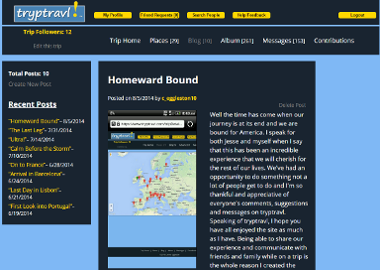 tryptravl!
My Profile
Friend Requests (0)
Search People
Help Feedback
Logout
Trip Followers: 12
Edit the trip
Trip Home
Places (29)
Blog (10)
Album (261)
Messages (153)
Contributions
Total Posts: 10
Create New Post
Recent Posts
"Homeward Bound"- 8/5/2014
"The Last Leg"- 7/31/2014
"Ultra!"- 7/14/2014
"Calm Before the Storm"-
7/10/2014
"On to France"- 6/28/2014
"Arrival in Barcelona"-
6/24/2014
"Last Day in Lisbon"-
6/21/2014
"First Look into Portugal"-
6/19/2014
Homeward Bound
Posted on 8/5/2014 by c_oggleston10
Delete Post
Well the time has come when our
journey is at its end and we are
bound for America. I speak for
both Jesse and myself when I say
that this has been an incredible
experience that we will cherish for
the rest of our lives. We've had an
opportunity to do something not a
lot of people get to do and I'm so
thankful and appreciative of
everyone's comments, suggestions
and messages on tryptravl.
Speaking of tryptravl, I hope you
have all enjoyed the site as much
as I have. Being able to share our
experience and communicate with
friends and family while on a trip is
the whole reason I created the